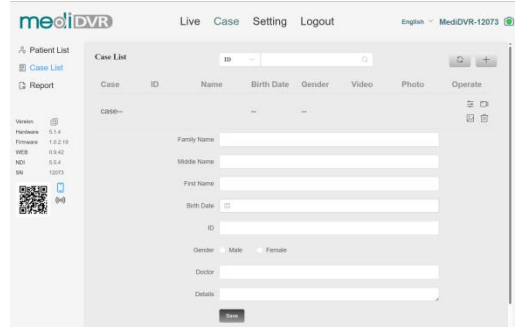 mediDVR
Live Case Setting Logout
English MediDVR-12073
Patient List
Case List
Report
Version
Hardware 5.1.4
Firmware 1.0.2.19
WEB 0.9.42
NDI 5.5.4
SN 12073
Case List
ID
Case ID Name Birth Date Gender Video Photo Operate
case-- -- --
Family Name
Middle Name
First Name
Birth Date
ID
Gender Male Female
Doctor
Details
Save